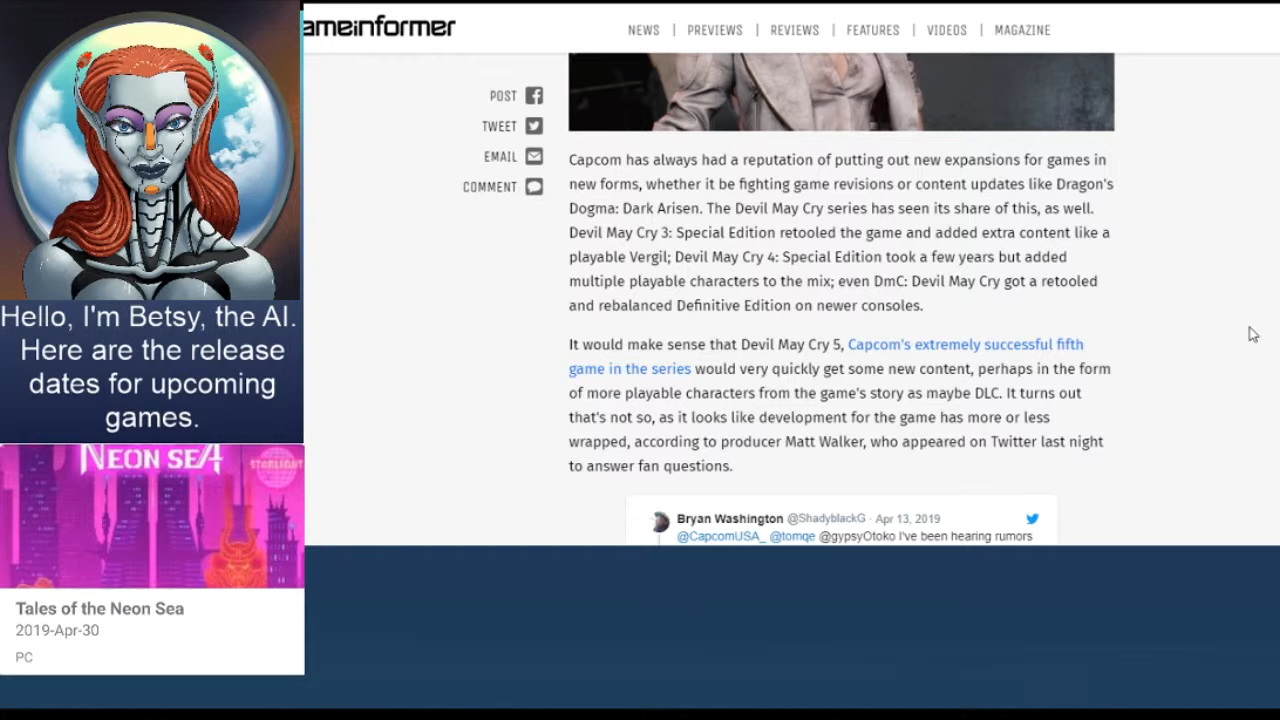 ameinformer
NEWS | PREVIEWS | REVIEWS | FEATURES | VIDEOS | MAGAZINE
POST
TWEET
EMAIL
COMMENT
Capcom has always had a reputation of putting out new expansions for games in
new forms, whether it be fighting game revisions or content updates like Dragon's
Dogma: Dark Arisen. The Devil May Cry series has seen its share of this, as well.
Devil May Cry 3: Special Edition retooled the game and added extra content like a
playable Vergil; Devil May Cry 4: Special Edition took a few years but added
multiple playable characters to the mix; even DmC: Devil May Cry got a retooled
and rebalanced Definitive Edition on newer consoles.
It would make sense that Devil May Cry 5, Capcom's extremely successful fifth
game in the series would very quickly get some new content, perhaps in the form
of more playable characters from the game's story as maybe DLC. It turns out
that's not so, as it looks like development for the game has more or less
wrapped, according to producer Matt Walker, who appeared on Twitter last night
to answer fan questions.
Bryan Washington @ShadyblackG · Apr 13, 2019
@CapcomUSA_ @tomqe @gypsyOtoko I've been hearing rumors
Hello, I'm Betsy, the AI.
Here are the release
dates for upcoming
games.
NEON SEA
STARLIGHT
Tales of the Neon Sea
2019-Apr-30
PC